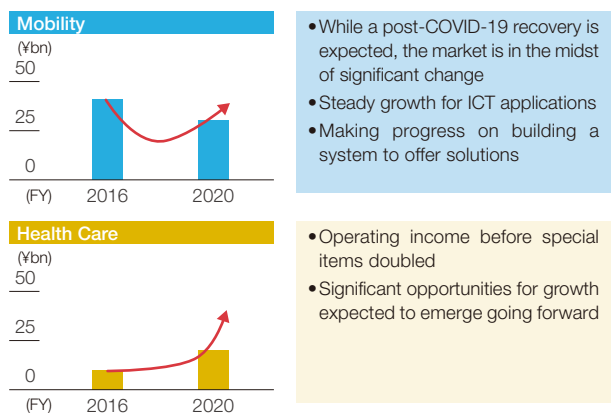 Mobility
(¥bn)
50
25
0
(FY) 2016 2020
• While a post-COVID-19 recovery is
expected, the market is in the midst
of significant change
• Steady growth for ICT applications
• Making progress on building a
system to offer solutions
Health Care
(¥bn)
50
25
0
(FY) 2016 2020
• Operating income before special
items doubled
• Significant opportunities for growth
expected to emerge going forward